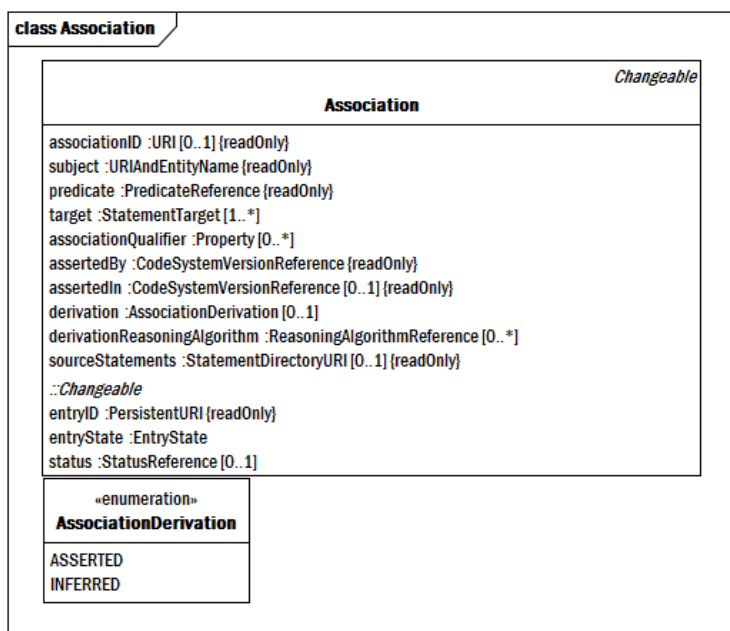 class Association
Changeable
Association
associationID :URI [0..1] {readOnly}
subject :URIAndEntityName {readOnly}
predicate :PredicateReference {readOnly}
target :StatementTarget [1..*]
associationQualifier :Property [0..*]
assertedBy :CodeSystemVersionReference {readOnly}
assertedIn :CodeSystemVersionReference [0..1] {readOnly}
derivation :AssociationDerivation [0..1]
derivationReasoningAlgorithm :ReasoningAlgorithmReference [0..*]
sourceStatements :StatementDirectoryURI [0..1] {readOnly}
::Changeable
entryID :PersistentURI {readOnly}
entryState :EntryState
status :StatusReference [0..1]
«enumeration»
AssociationDerivation
ASSERTED
INFERRED